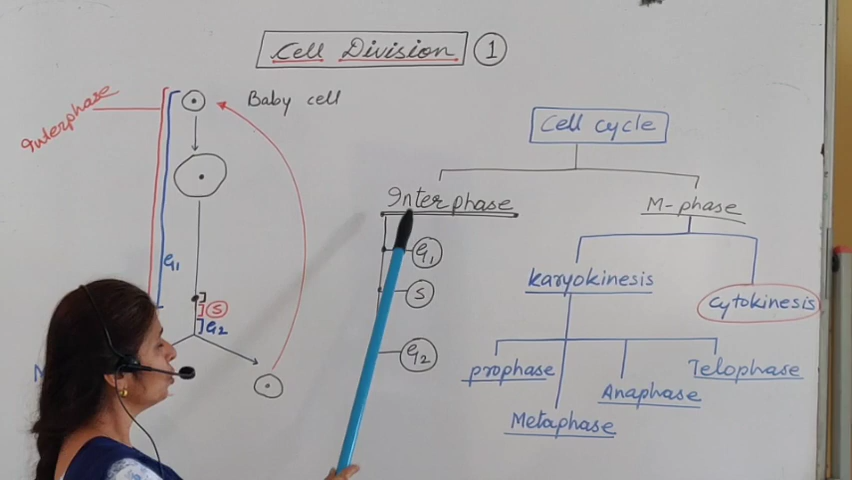 Cell Division 1
Interphase
Baby cell
G1
S
G2
M
Cell cycle
Interphase
G1
S
G2
M-phase
karyokinesis
cytokinesis
prophase
Metaphase
Anaphase
Telophase